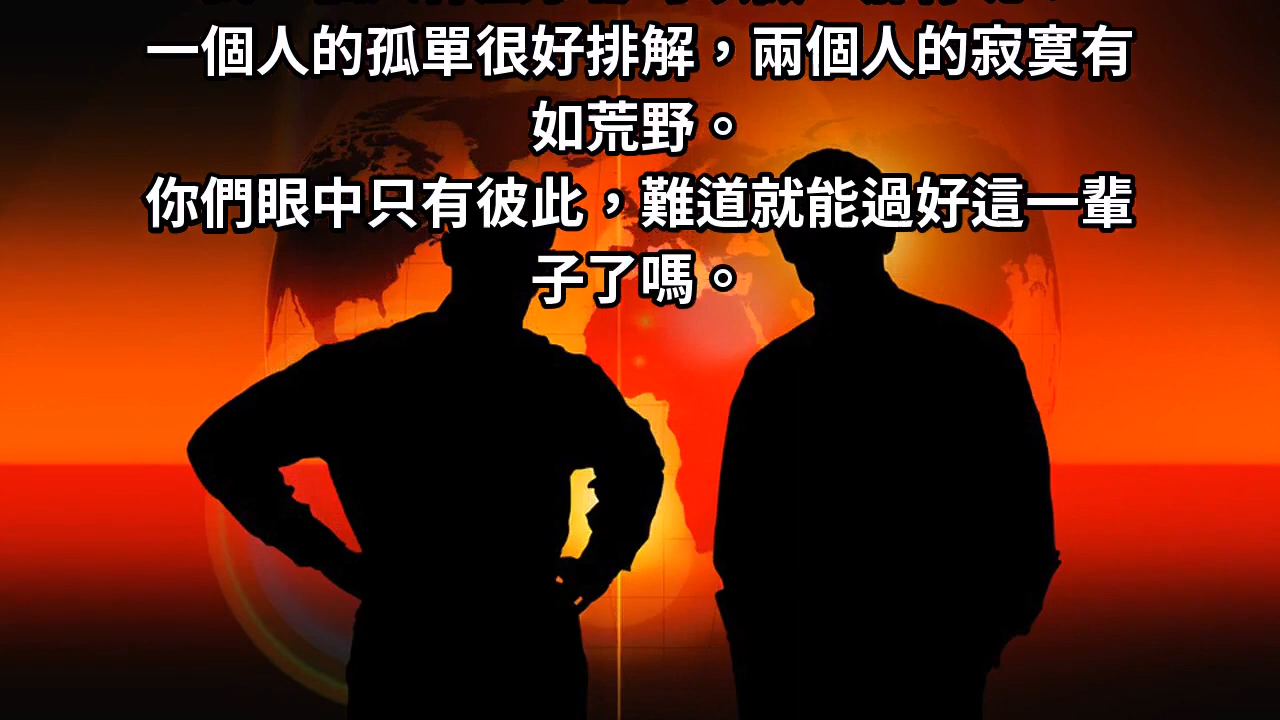 一個人的孤單很好排解，兩個人的寂寞有
如荒野。
你們眼中只有彼此，難道就能過好這一輩
子了嗎。